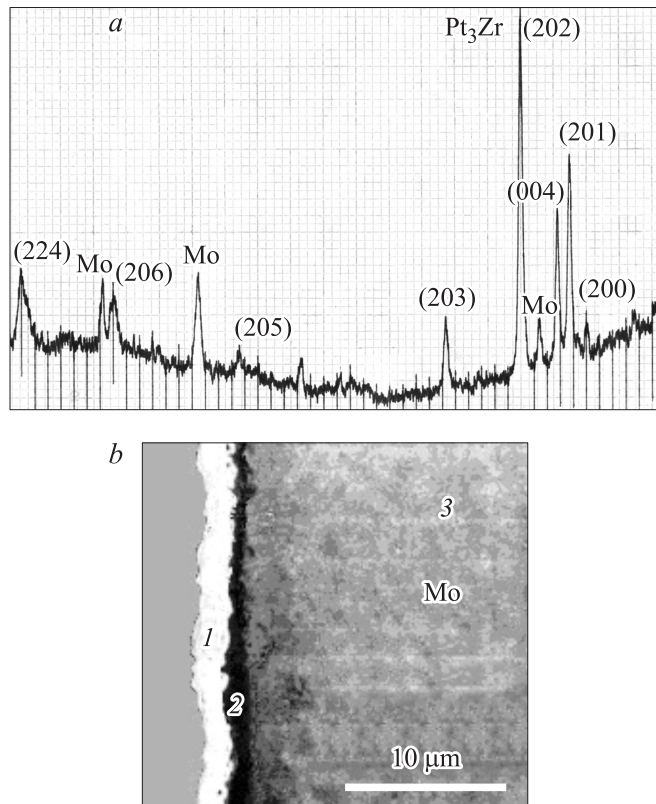 a
Pt₃Zr (202)
(201)
(004)
(224)
Mo (206)
Mo
(205)
(203)
Mo
(200)
b
3
Mo
1
2
10 μm